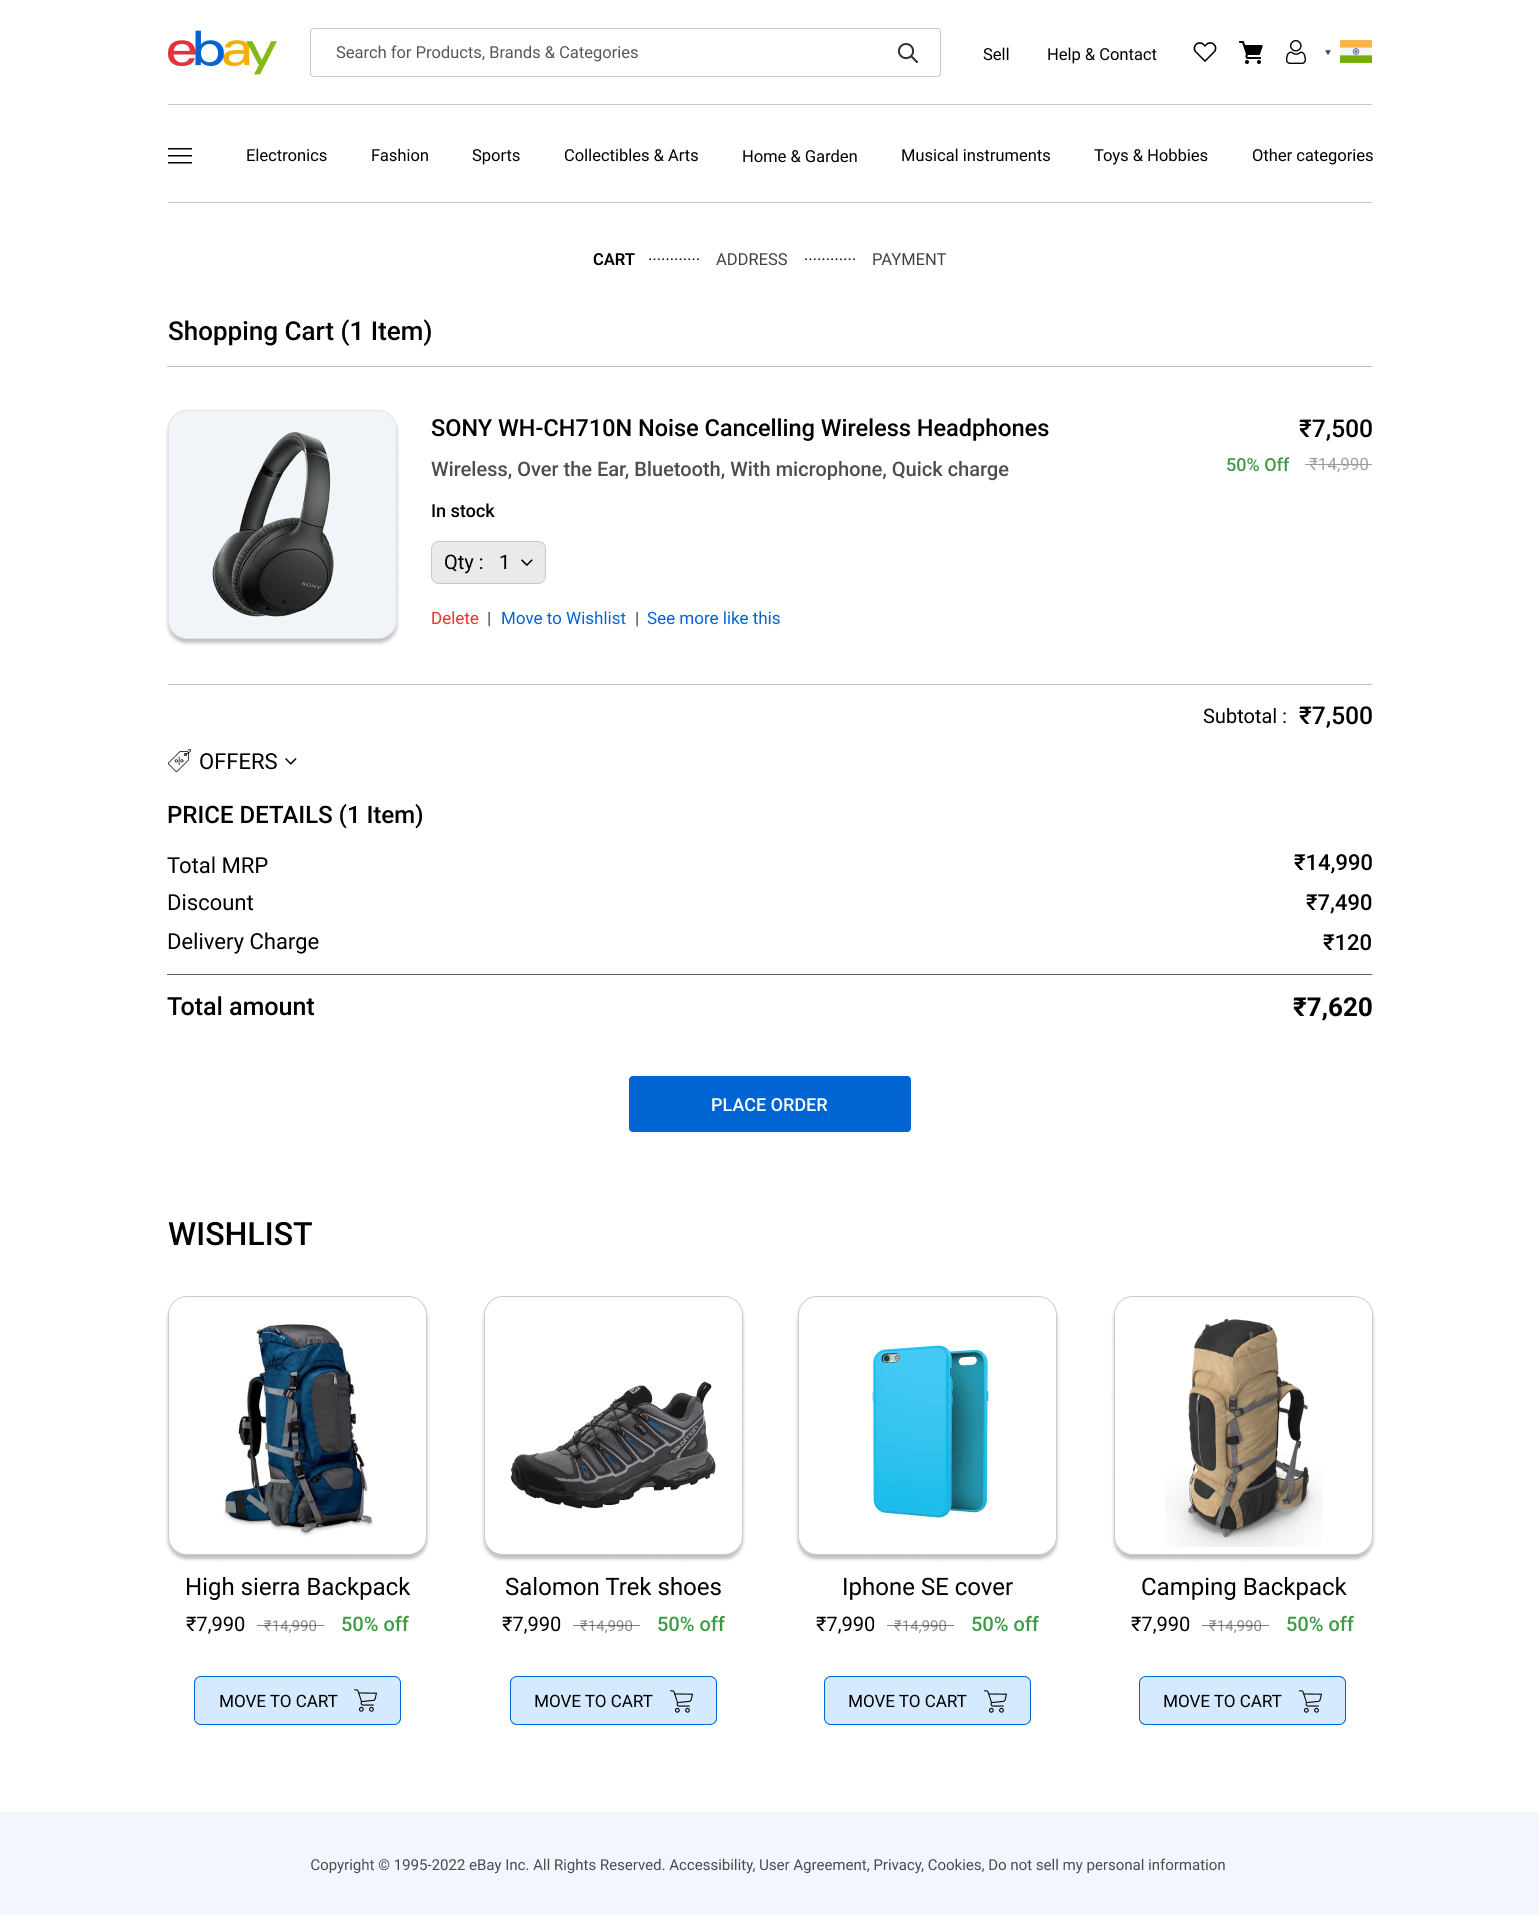 ebay
Search for Products, Brands & Categories
Sell
Help & Contact
Electronics
Fashion
Sports
Collectibles & Arts
Home & Garden
Musical instruments
Toys & Hobbies
Other categories
CART ············ ADDRESS ············ PAYMENT
Shopping Cart (1 Item)
SONY
SONY WH-CH710N Noise Cancelling Wireless Headphones
₹7,500
Wireless, Over the Ear, Bluetooth, With microphone, Quick charge
50% Off ₹14,990
In stock
Qty : 1
Delete | Move to Wishlist | See more like this
Subtotal : ₹7,500
OFFERS
PRICE DETAILS (1 Item)
Total MRP ₹14,990
Discount ₹7,490
Delivery Charge ₹120
Total amount ₹7,620
PLACE ORDER
WISHLIST
SALOMON
High sierra Backpack
₹7,990 ₹14,990 50% off
MOVE TO CART
Salomon Trek shoes
₹7,990 ₹14,990 50% off
MOVE TO CART
Iphone SE cover
₹7,990 ₹14,990 50% off
MOVE TO CART
Camping Backpack
₹7,990 ₹14,990 50% off
MOVE TO CART
Copyright © 1995-2022 eBay Inc. All Rights Reserved. Accessibility, User Agreement, Privacy, Cookies, Do not sell my personal information